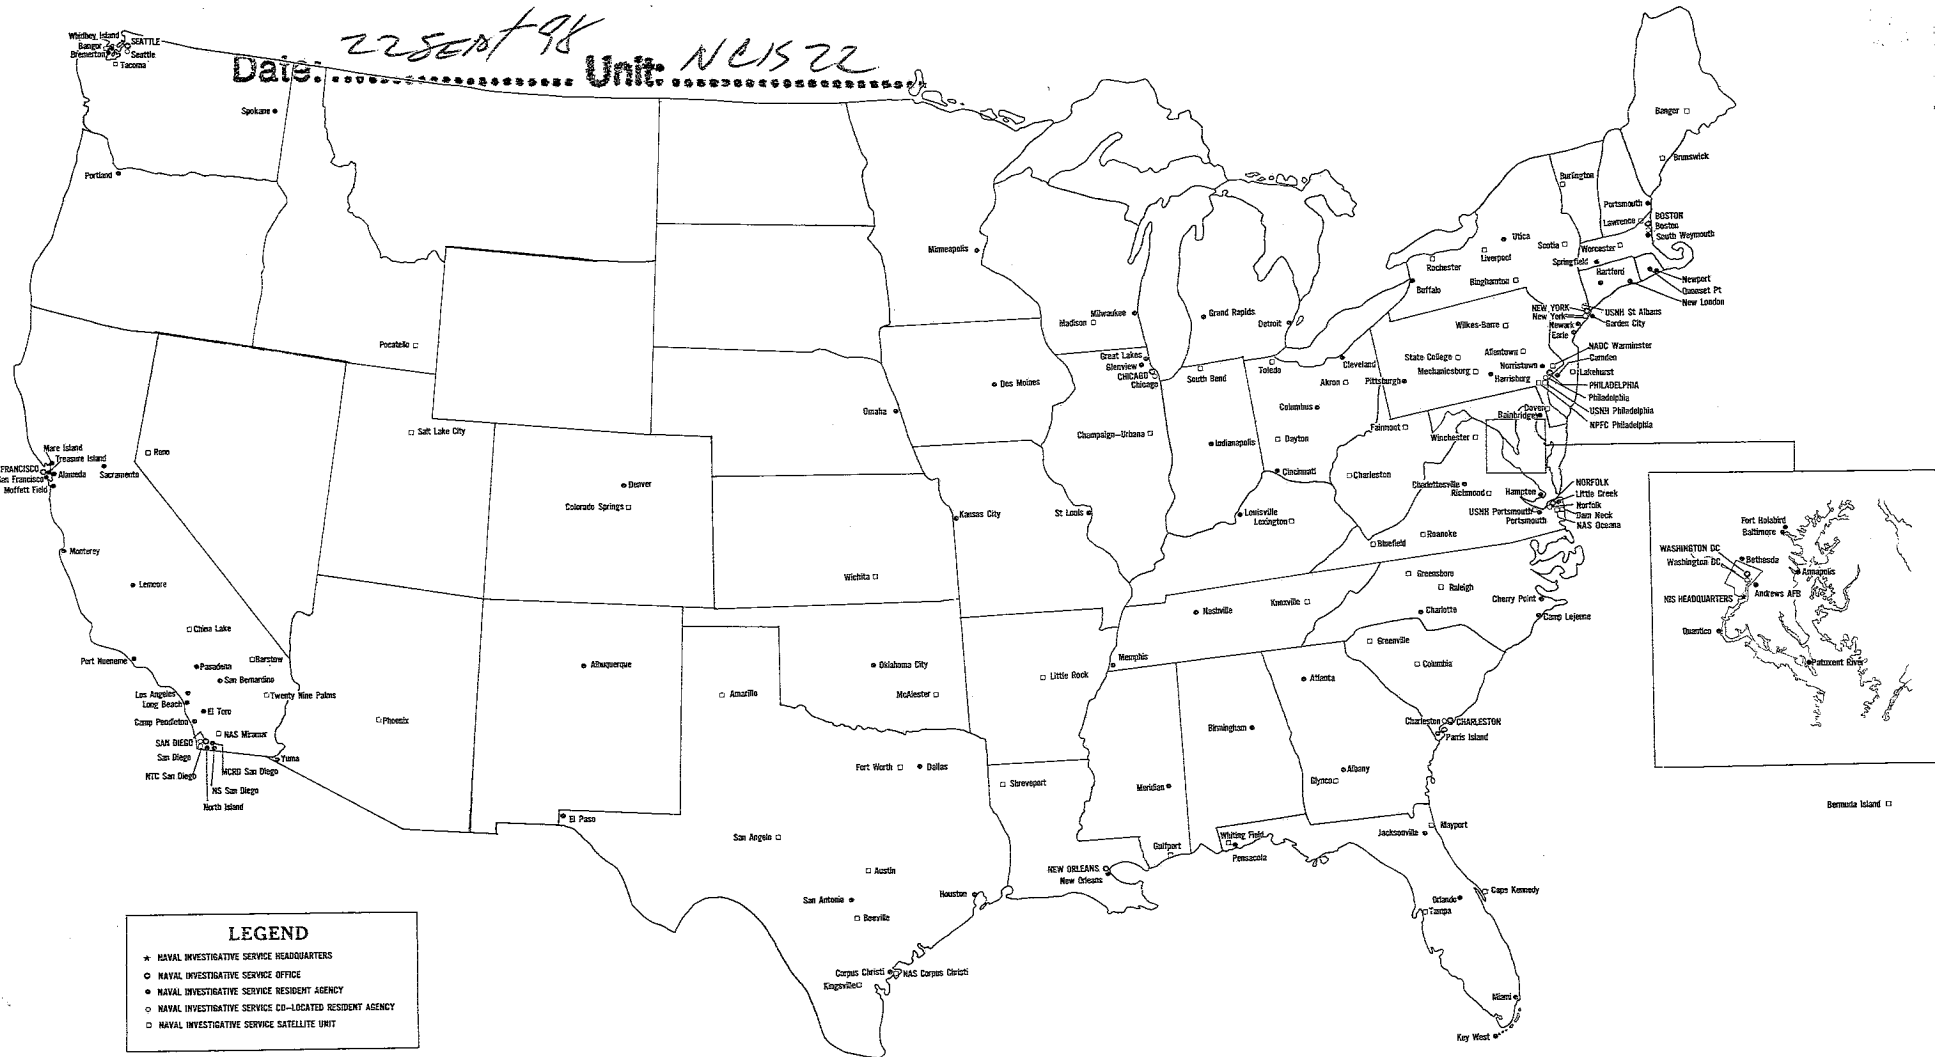 Date: 22 SEPT 98 Unit: NCIS 22
Whidbey Island
Bangor
Bremerton
SEATTLE
Seattle
Tacoma
Spokane
Portland
Pocatello
Salt Lake City
Reno
Mare Island
Treasure Island
FRANCISCO
San Francisco
Alameda
Sacramento
Moffett Field
Monterey
Lemoore
China Lake
Port Hueneme
Pasadena
Barstow
San Bernardino
Los Angeles
Long Beach
Twenty Nine Palms
El Toro
Camp Pendleton
NAS Miramar
SAN DIEGO
San Diego
Yuma
NTC San Diego
MCRD San Diego
NS San Diego
North Island
Phoenix
Denver
Colorado Springs
Albuquerque
El Paso
Minneapolis
Des Moines
Omaha
Kansas City
St Louis
Wichita
Oklahoma City
McAlester
Amarillo
Little Rock
Fort Worth
Dallas
Shreveport
San Angelo
Austin
San Antonio
Houston
Beeville
Corpus Christi
NAS Corpus Christi
Kingsville
NEW ORLEANS
New Orleans
Gulfport
Whiting Field
Pensacola
Meridian
Birmingham
Memphis
Nashville
Knoxville
Atlanta
Albany
Glynco
Jacksonville
Mayport
Cape Kennedy
Orlando
Tampa
Miami
Key West
Milwaukee
Madison
Great Lakes
Glenview
CHICAGO
Chicago
Champaign-Urbana
Grand Rapids
Detroit
South Bend
Toledo
Indianapolis
Cleveland
Akron
Columbus
Dayton
Cincinnati
Louisville
Lexington
Charleston
Fairmont
Bluefield
Winchester
Charlottesville
Richmond
Roanoke
Hampton
USNH Portsmouth
Portsmouth
NORFOLK
Little Creek
Norfolk
Dam Neck
NAS Oceana
Greensboro
Raleigh
Charlotte
Cherry Point
Camp Lejeune
Greenville
Columbia
Charleston
CHARLESTON
Parris Island
Pittsburgh
State College
Mechanicsburg
Harrisburg
Allentown
Wilkes-Barre
Norristown
Dover
Bainbridge
Buffalo
Rochester
Liverpool
Utica
Binghamton
Scotia
Burlington
Bangor
Brunswick
Portsmouth
Lawrence
BOSTON
Boston
South Weymouth
Worcester
Springfield
Hartford
Newport
Quonset Pt
New London
NEW YORK
New York
USNH St Albans
Garden City
Newark
Earle
NADC Warminster
Camden
Lakehurst
PHILADELPHIA
Philadelphia
USNH Philadelphia
NPFC Philadelphia
Fort Holabird
Baltimore
WASHINGTON DC
Washington DC
Bethesda
Annapolis
NIS HEADQUARTERS
Andrews AFB
Quantico
Patuxent River
Bermuda Island
LEGEND
NAVAL INVESTIGATIVE SERVICE HEADQUARTERS
NAVAL INVESTIGATIVE SERVICE OFFICE
NAVAL INVESTIGATIVE SERVICE RESIDENT AGENCY
NAVAL INVESTIGATIVE SERVICE CO-LOCATED RESIDENT AGENCY
NAVAL INVESTIGATIVE SERVICE SATELLITE UNIT